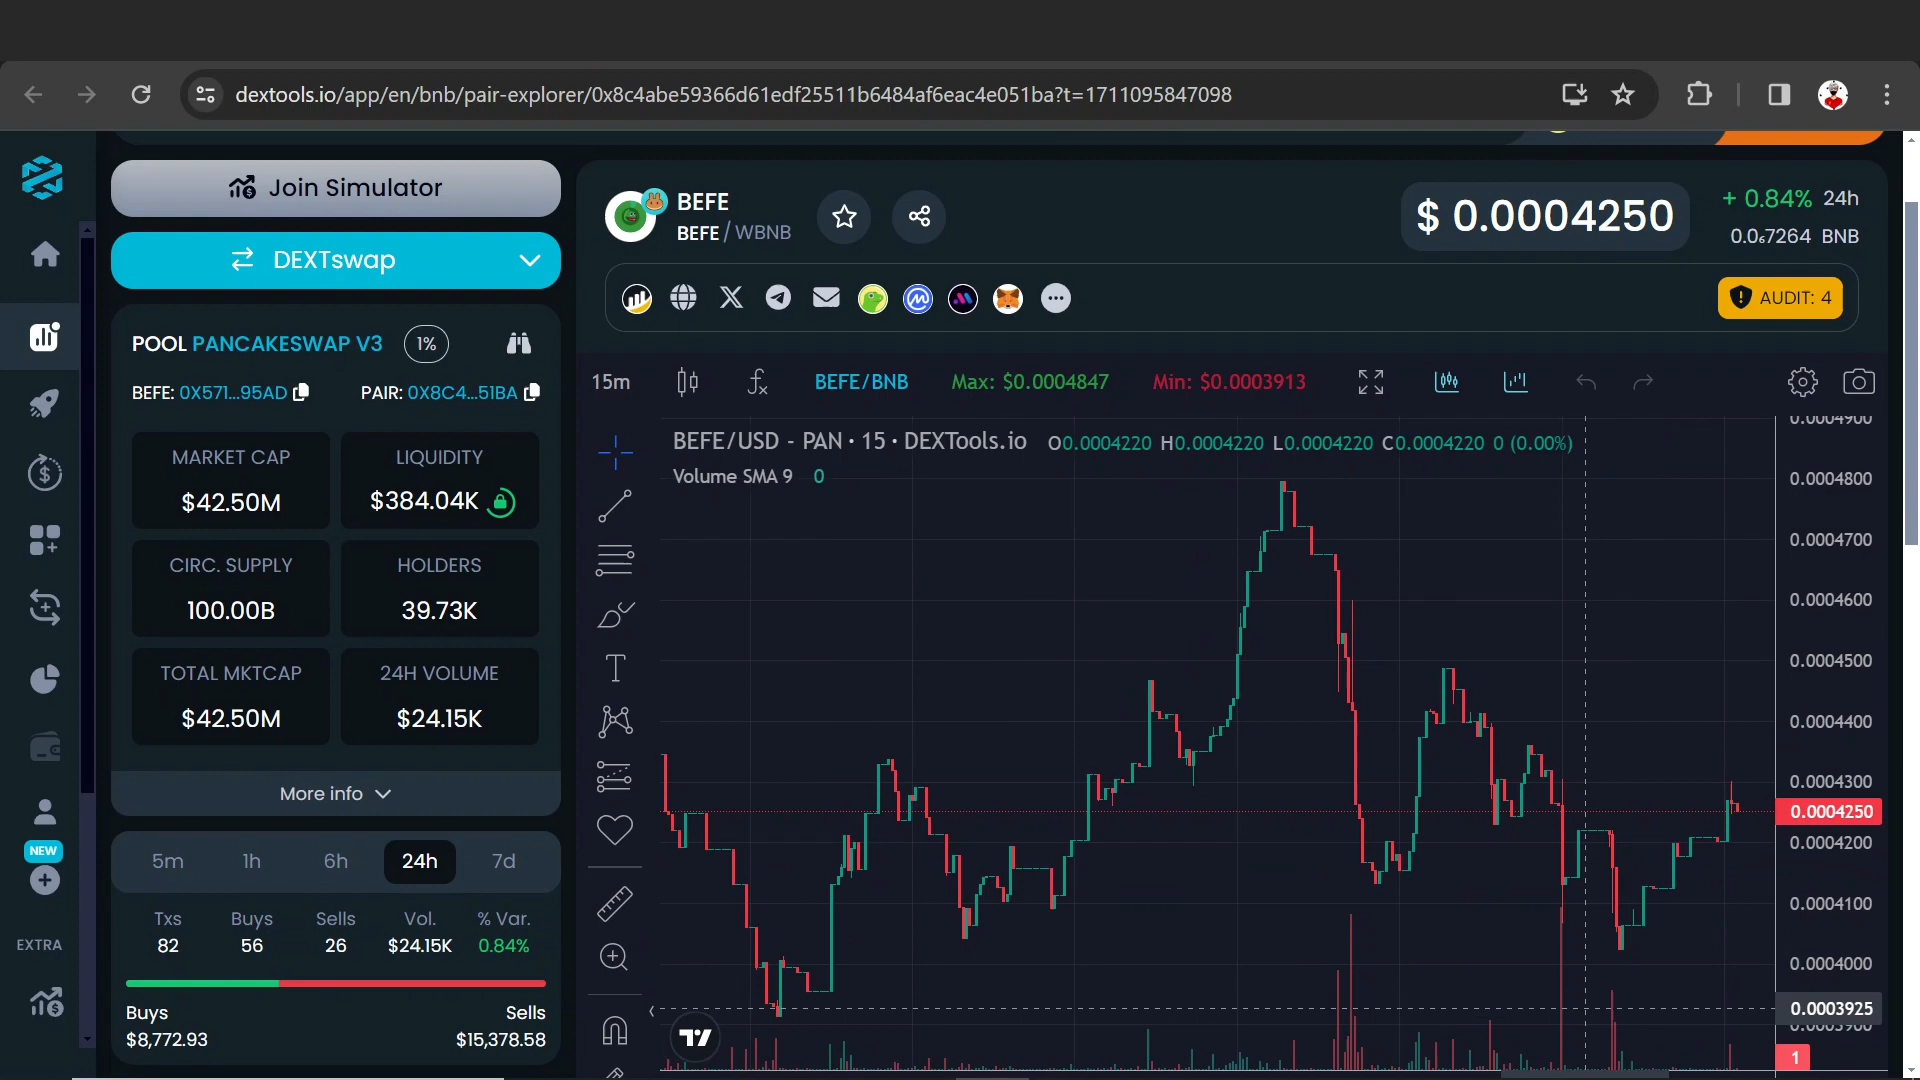 dextools.io/app/en/bnb/pair-explorer/0x8c4abe59366d61edf25511b6484af6eac4e051ba?t=1711095847098
Join Simulator
DEXTswap
POOL PANCAKESWAP V3 1%
BEFE: 0X571...95AD PAIR: 0X8C4...51BA
MARKET CAP LIQUIDITY
$42.50M $384.04K
CIRC. SUPPLY HOLDERS
100.00B 39.73K
TOTAL MKTCAP 24H VOLUME
$42.50M $24.15K
More info
5m 1h 6h 24h 7d
Txs Buys Sells Vol. % Var.
82 56 26 $24.15K 0.84%
Buys Sells
$8,772.93 $15,378.58
NEW
EXTRA
BEFE
BEFE / WBNB
$ 0.0004250
+ 0.84% 24h
0.0₆7264 BNB
AUDIT: 4
15m BEFE/BNB Max: $0.0004847 Min: $0.0003913
BEFE/USD - PAN · 15 · DEXTools.io O0.0004220 H0.0004220 L0.0004220 C0.0004220 0 (0.00%)
Volume SMA 9 0
0.0004900
0.0004800
0.0004700
0.0004600
0.0004500
0.0004400
0.0004300
0.0004250
0.0004200
0.0004100
0.0004000
0.0003925
0.0003900
1